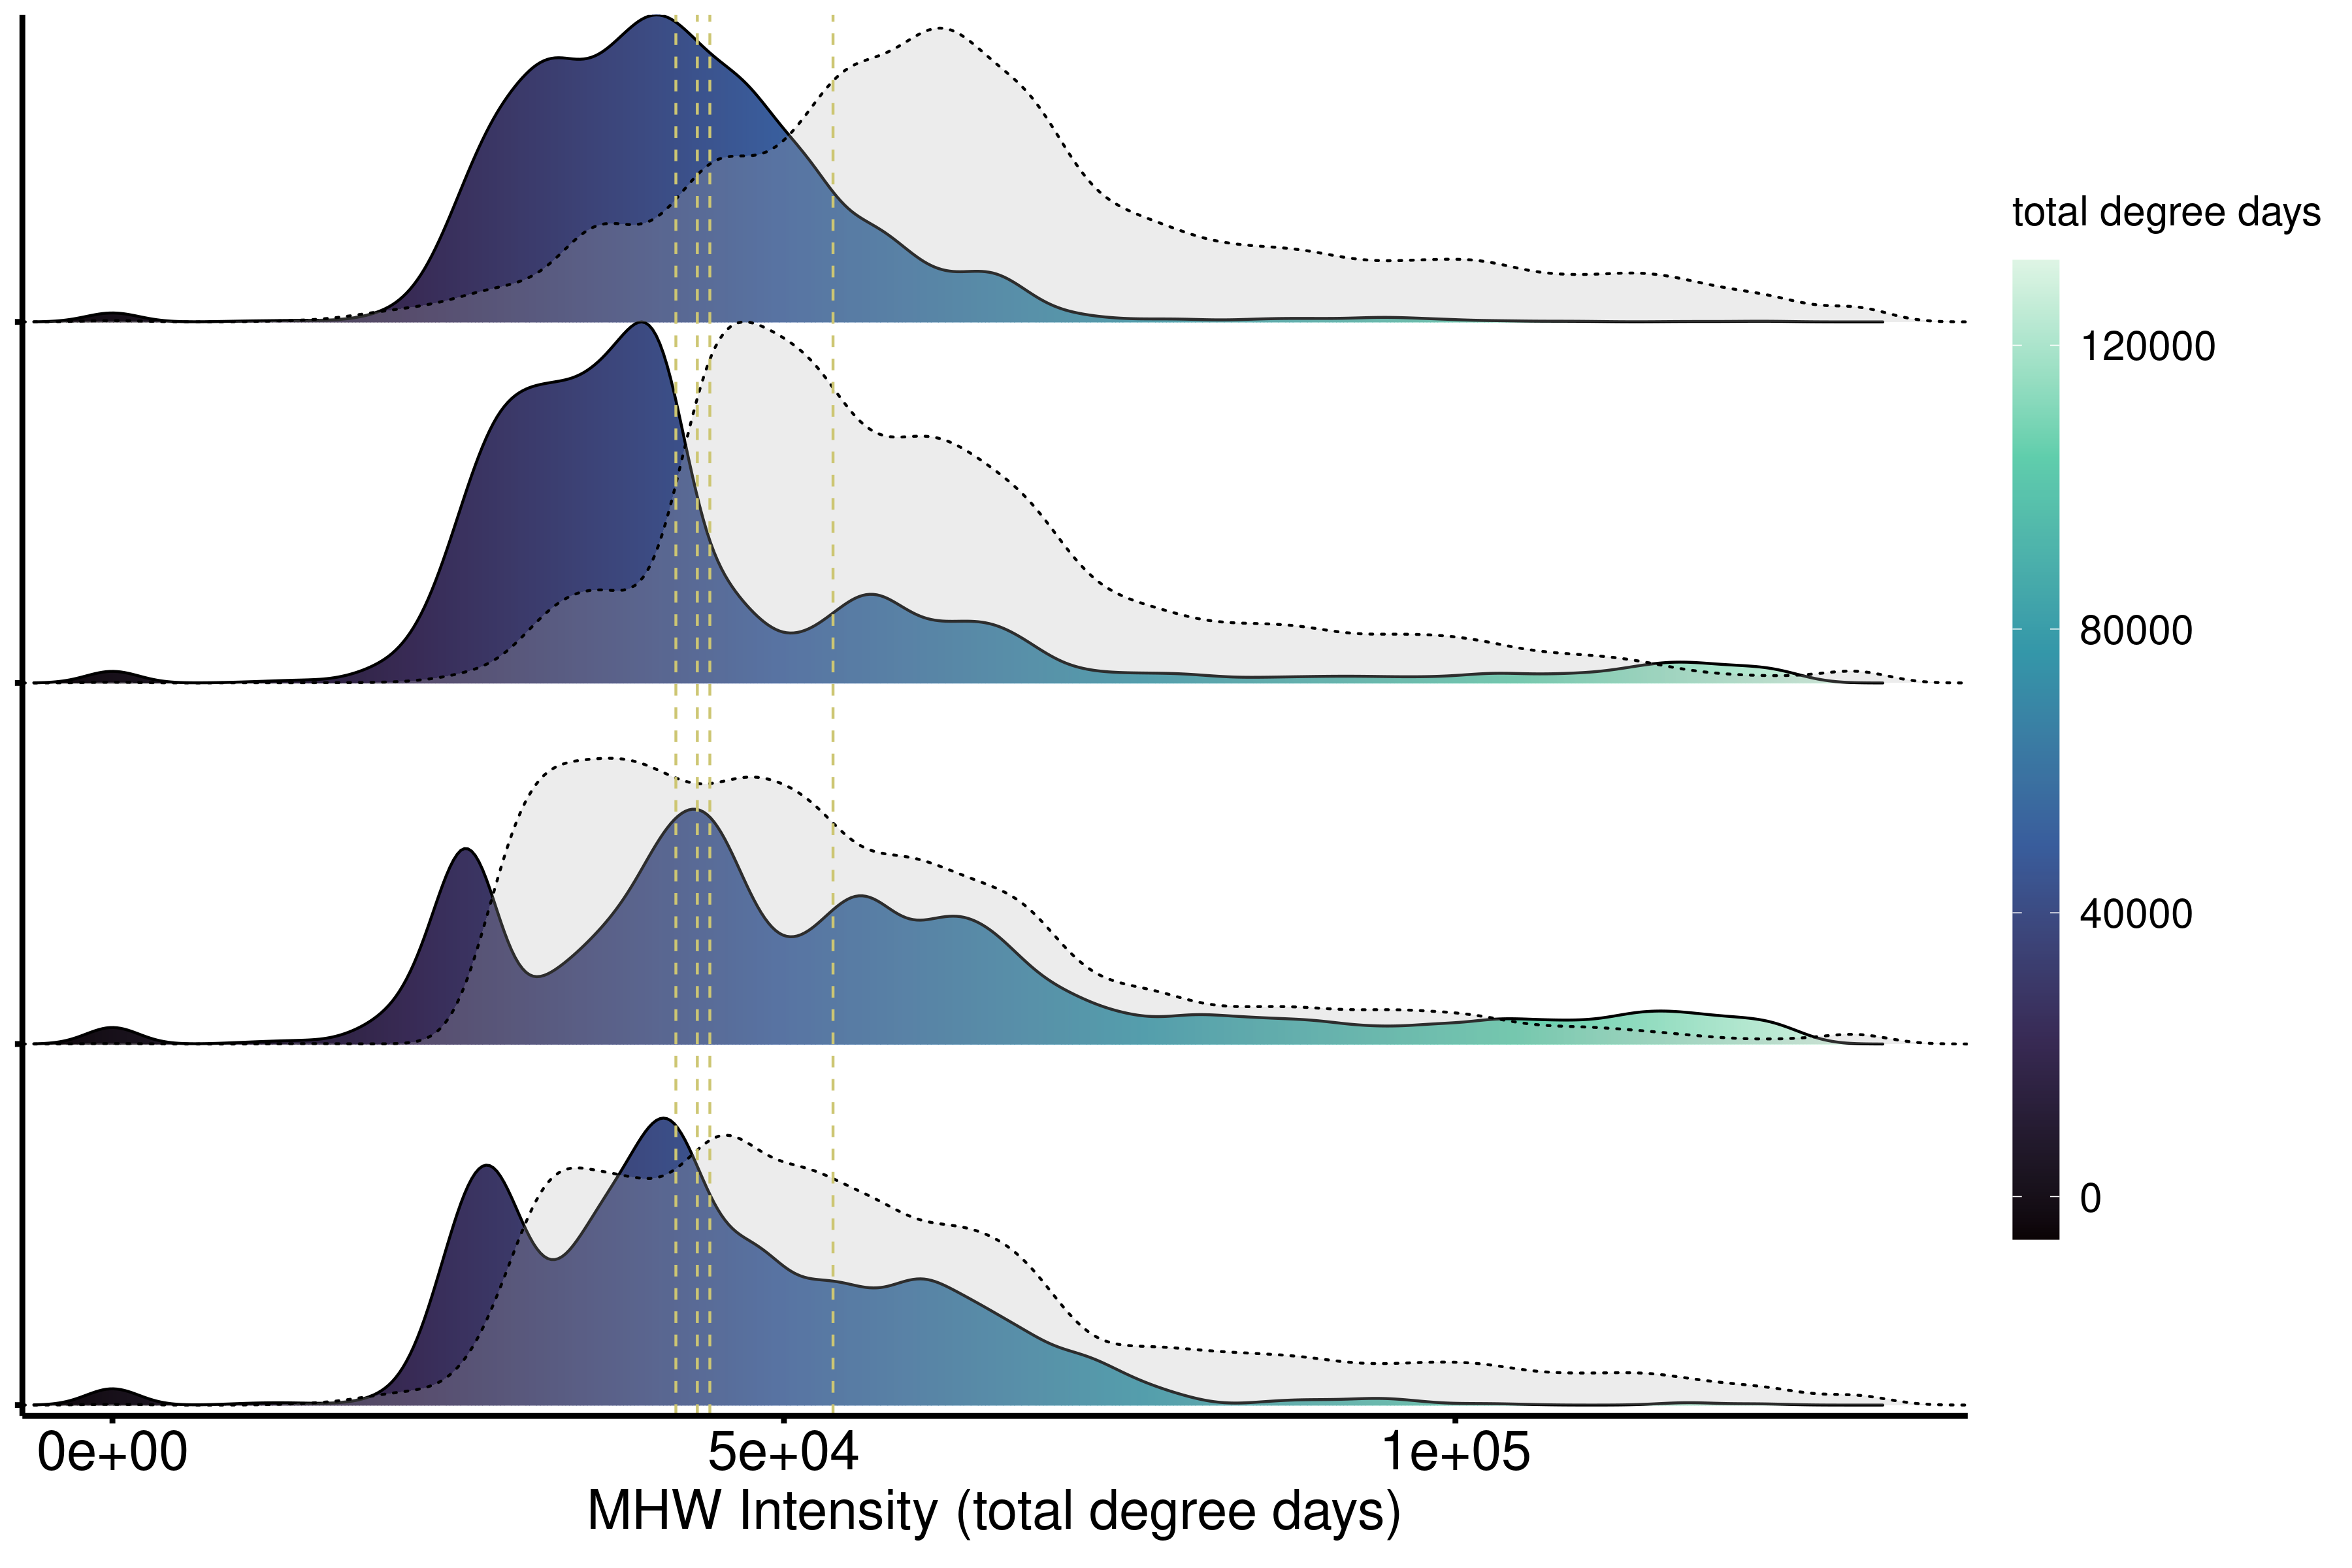 total degree days
120000
80000
40000
0
0e+00 5e+04 1e+05
MHW Intensity (total degree days)